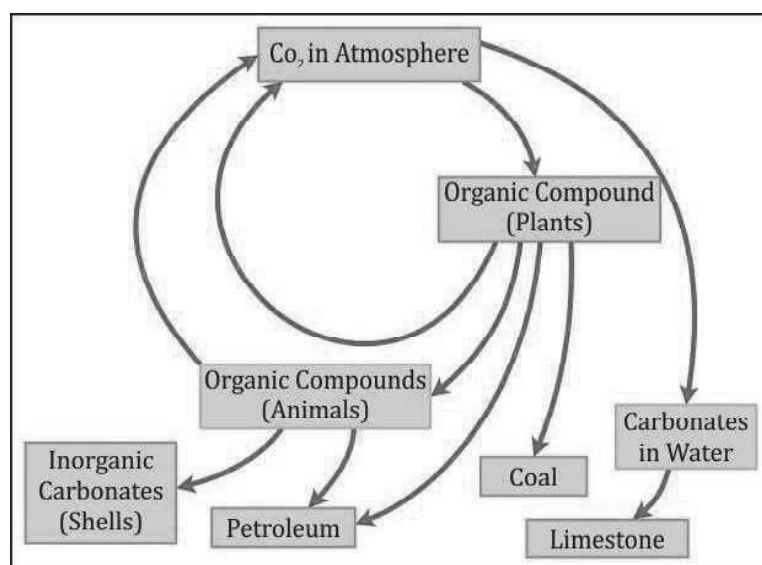 Co₂ in Atmosphere
Organic Compound
(Plants)
Organic Compounds
(Animals)
Carbonates
in Water
Inorganic
Carbonates
(Shells)
Coal
Petroleum
Limestone